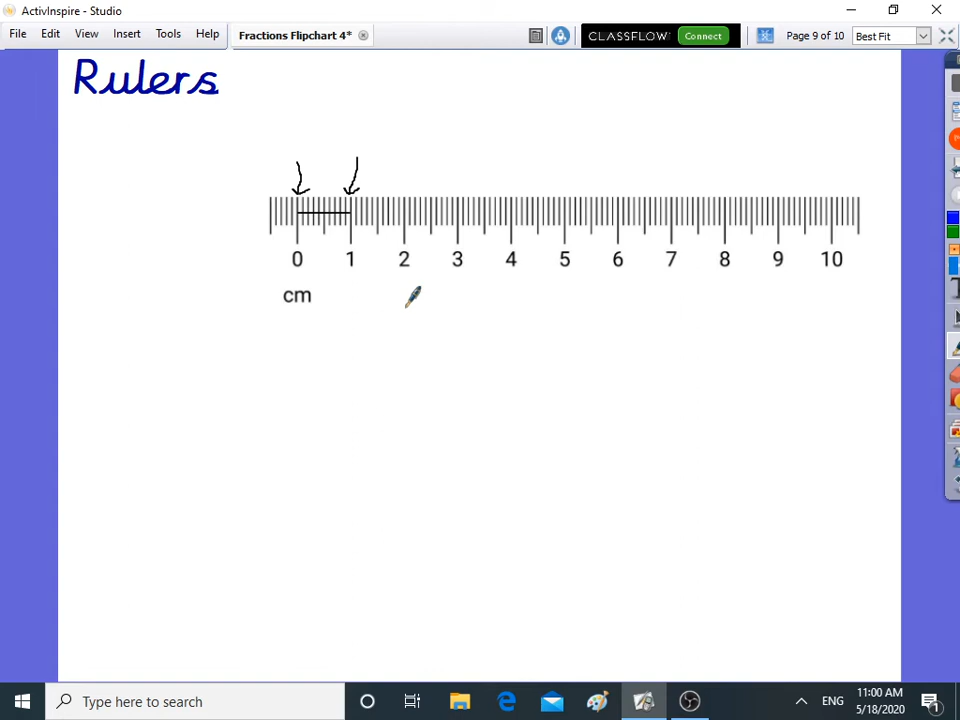 ActivInspire - Studio
File Edit View Insert Tools Help Fractions Flipchart 4* CLASSFLOW Connect Page 9 of 10 Best Fit
Rulers
0 1 2 3 4 5 6 7 8 9 10
cm
Type here to search
ENG
11:00 AM
5/18/2020
1